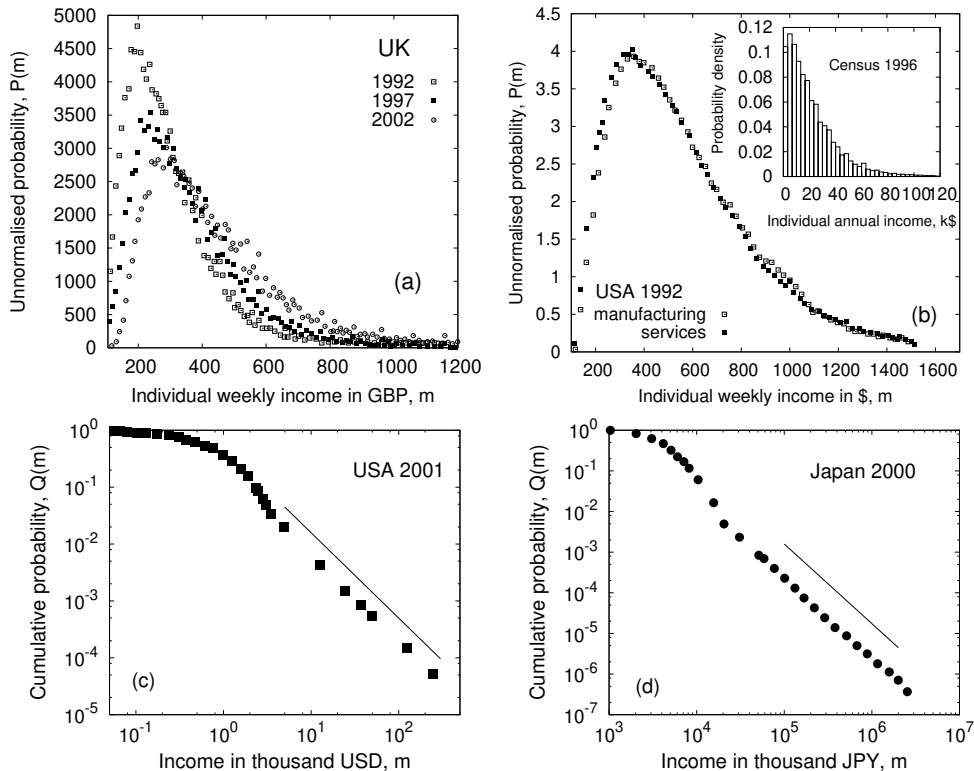 5000
4500
4000
3500
3000
2500
2000
1500
1000
500
0
Unnormalised probability, P(m)
UK
1992
1997
2002
(a)
200 400 600 800 1000 1200
Individual weekly income in GBP, m
4.5
4
3.5
3
2.5
2
1.5
1
0.5
0
Unnormalised probability, P(m)
USA 1992
manufacturing
services
(b)
200 400 600 800 1000 1200 1400 1600
Individual weekly income in $, m
0.12
0.1
0.08
0.06
0.04
0.02
0
Probability density
Census 1996
0 20 40 60 80 100 120
Individual annual income, k$
10^0
10^-1
10^-2
10^-3
10^-4
10^-5
Cumulative probability, Q(m)
USA 2001
(c)
10^-1 10^0 10^1 10^2
Income in thousand USD, m
10^0
10^-1
10^-2
10^-3
10^-4
10^-5
10^-6
10^-7
Cumulative probability, Q(m)
Japan 2000
(d)
10^3 10^4 10^5 10^6 10^7
Income in thousand JPY, m